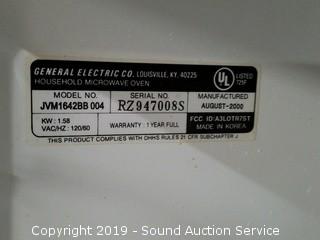 GENERAL ELECTRIC CO. LOUISVILLE, KY. 40225
HOUSEHOLD MICROWAVE OVEN
UL LISTED
725F
MODEL NO.
JVM1642BB 004
SERIAL NO.
RZ947008S
MANUFACTURED
AUGUST-2000
KW : 1.58
VAC/HZ : 120/60
WARRANTY : 1 YEAR FULL
FCC ID:A3LOTR7ST
MADE IN KOREA
THIS PRODUCT COMPLIES WITH DHHS RULES 21 CFR SUBCHAPTER J
Copyright 2019 - Sound Auction Service